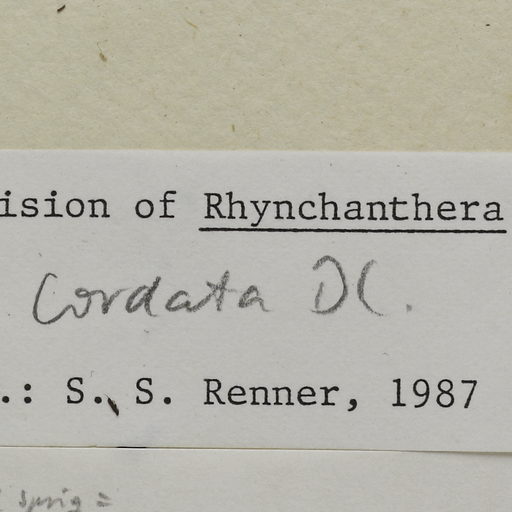 ision of Rhynchanthera
Cordata DC.
.: S. S. Renner, 1987